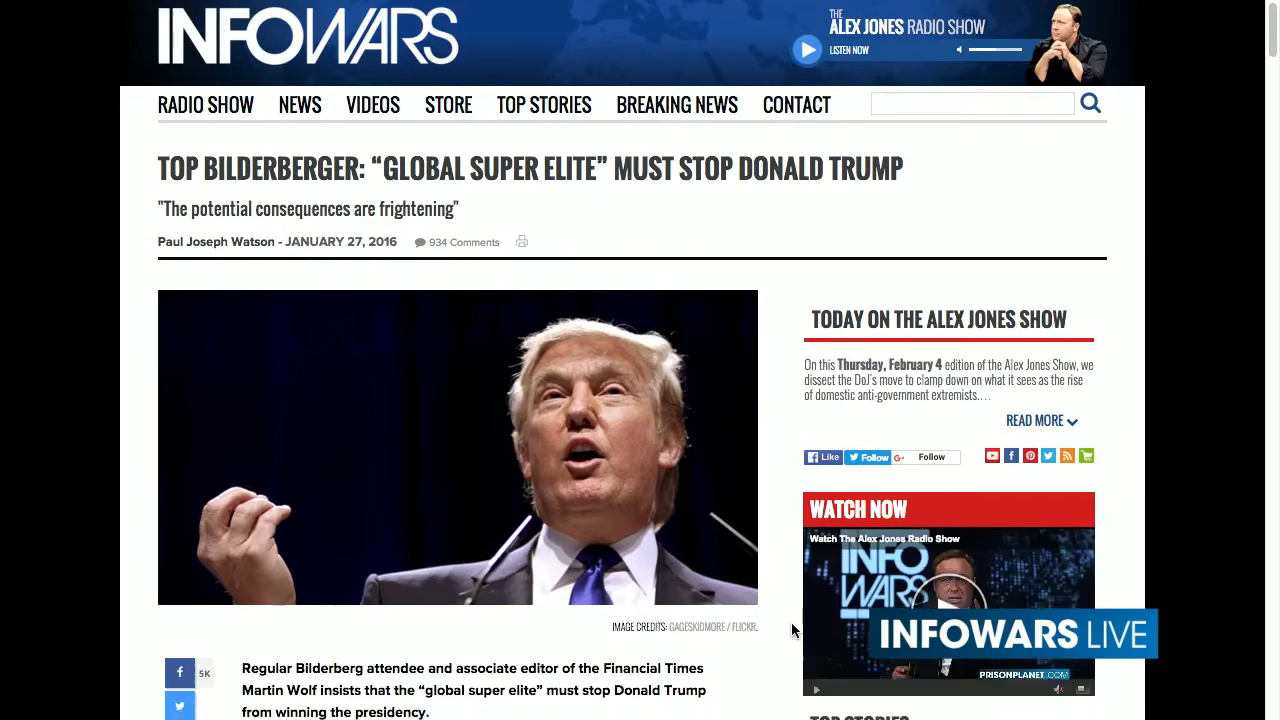 INFOWARS
THE
ALEX JONES RADIO SHOW
LISTEN NOW
RADIO SHOW NEWS VIDEOS STORE TOP STORIES BREAKING NEWS CONTACT
TOP BILDERBERGER: “GLOBAL SUPER ELITE” MUST STOP DONALD TRUMP
"The potential consequences are frightening"
Paul Joseph Watson - JANUARY 27, 2016 934 Comments
IMAGE CREDITS: GAGESKIDMORE / FLICKR.
f 5K
Regular Bilderberg attendee and associate editor of the Financial Times
Martin Wolf insists that the “global super elite” must stop Donald Trump
from winning the presidency.
TODAY ON THE ALEX JONES SHOW
On this Thursday, February 4 edition of the Alex Jones Show, we
dissect the DoJ's move to clamp down on what it sees as the rise
of domestic anti-government extremists....
READ MORE
Like Follow G+ Follow
WATCH NOW
Watch The Alex Jones Radio Show
INFO
WARS
INFOWARS LIVE
PRISONPLANET.COM
TOP STORIES